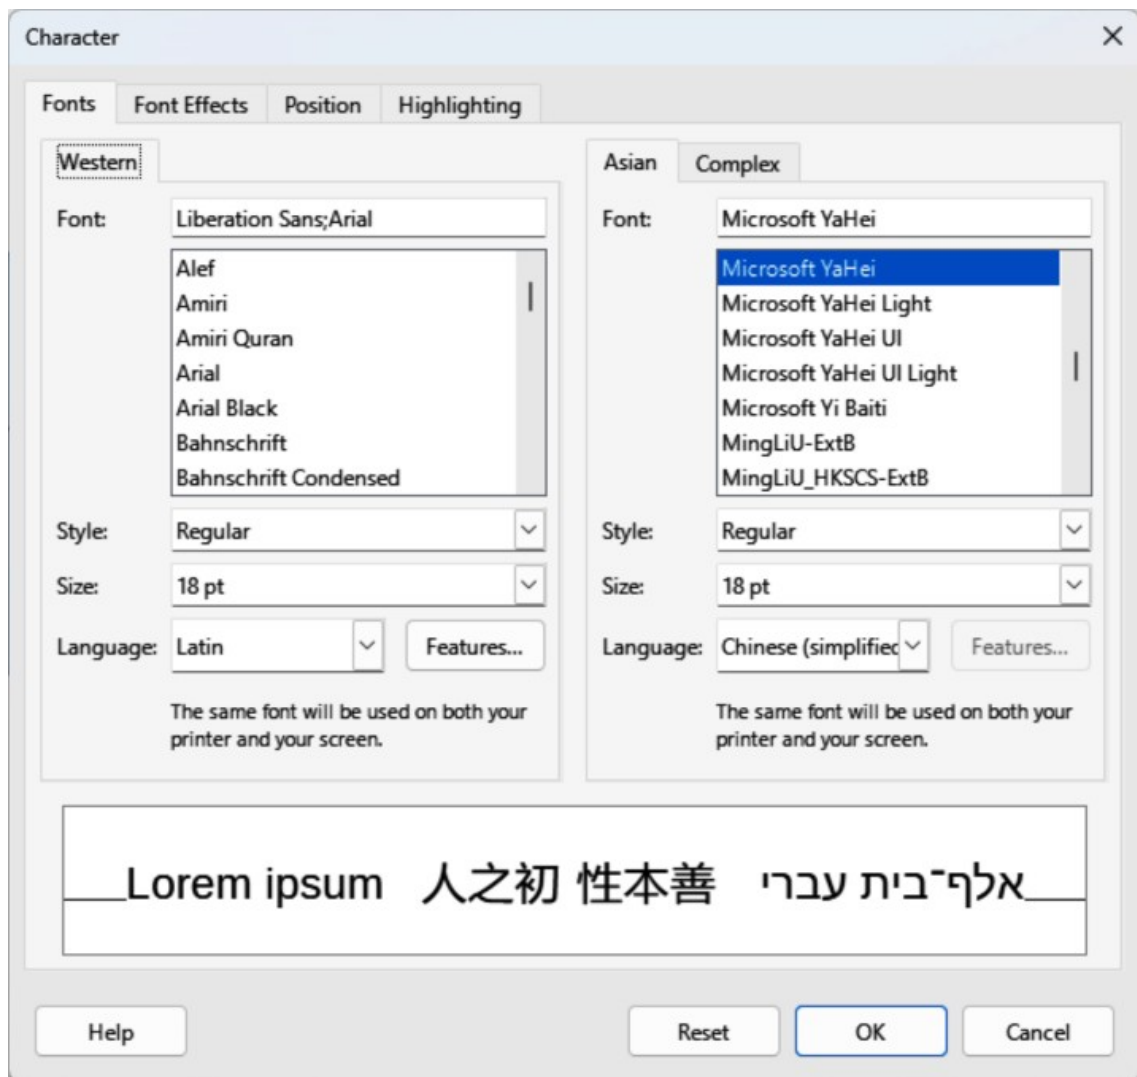 Character
Fonts Font Effects Position Highlighting
Western
Font: Liberation Sans;Arial
Alef
Amiri
Amiri Quran
Arial
Arial Black
Bahnschrift
Bahnschrift Condensed
Style: Regular
Size: 18 pt
Language: Latin Features...
The same font will be used on both your
printer and your screen.
Asian Complex
Font: Microsoft YaHei
Microsoft YaHei
Microsoft YaHei Light
Microsoft YaHei UI
Microsoft YaHei UI Light
Microsoft Yi Baiti
MingLiU-ExtB
MingLiU_HKSCS-ExtB
Style: Regular
Size: 18 pt
Language: Chinese (simplified Features...
The same font will be used on both your
printer and your screen.
Lorem ipsum 人之初 性本善 אלף־בית עברי
Help Reset OK Cancel